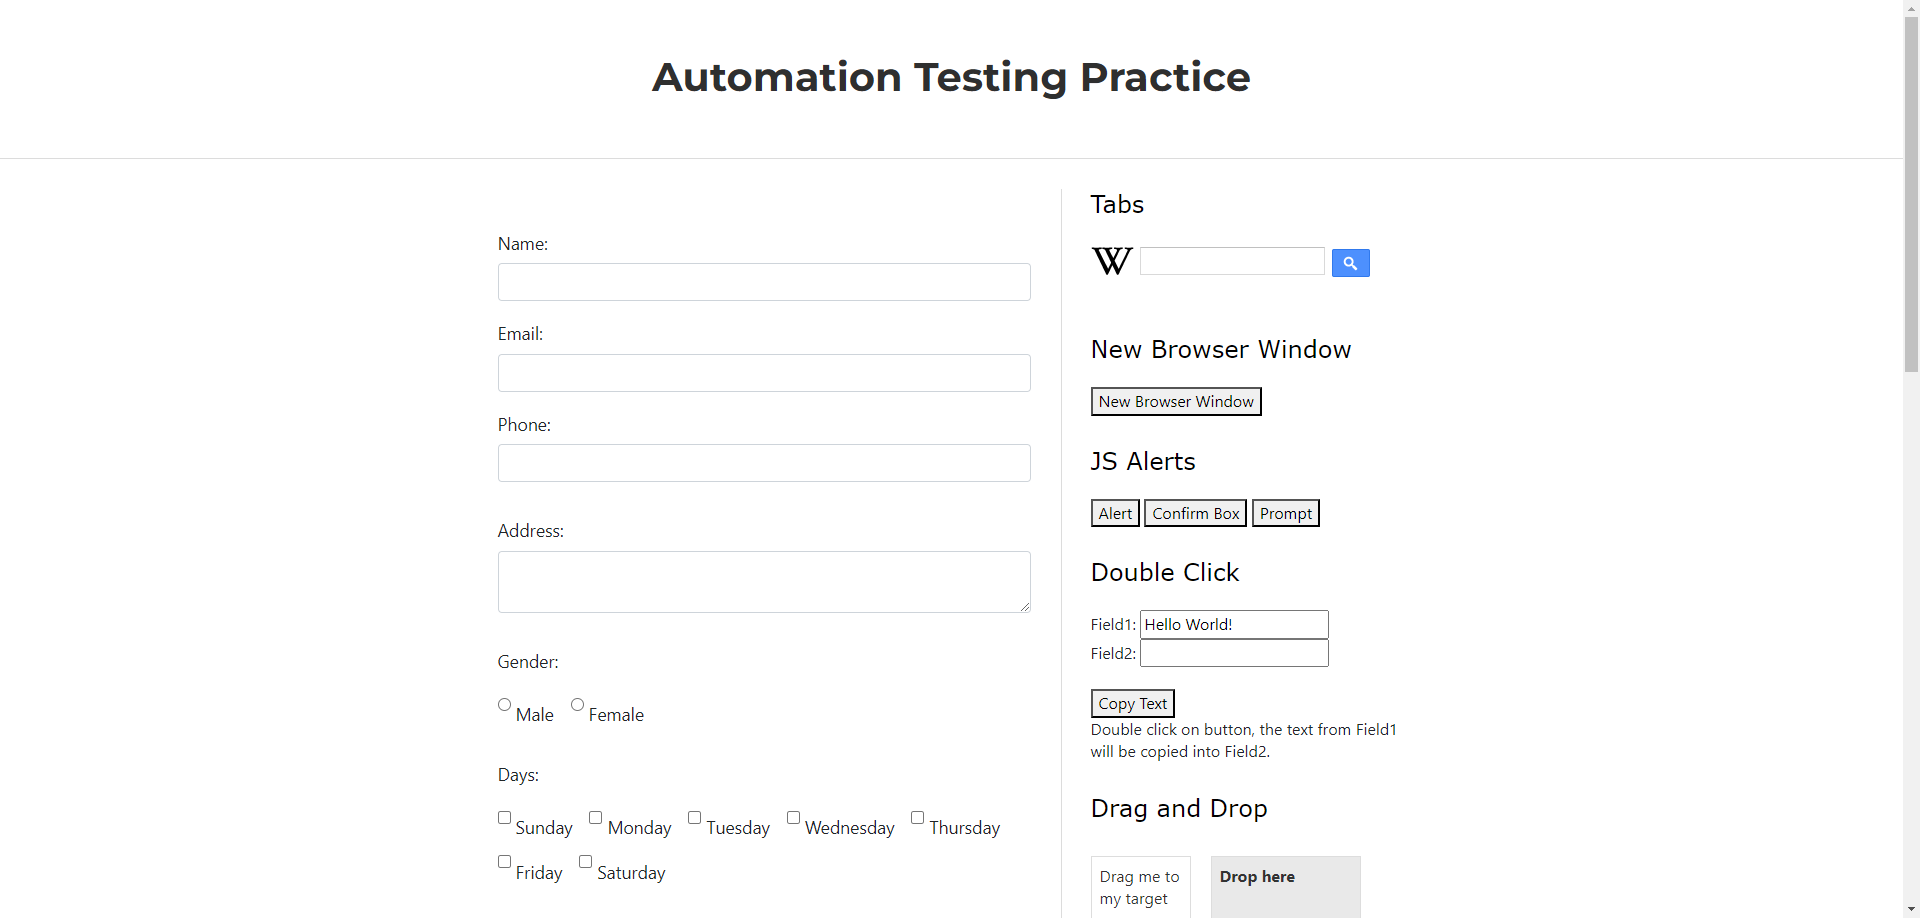 Automation Testing Practice
Name:
Email:
Phone:
Address:
Gender:
Male Female
Days:
Sunday Monday Tuesday Wednesday Thursday
Friday Saturday
Tabs
W
New Browser Window
New Browser Window
JS Alerts
Alert Confirm Box Prompt
Double Click
Field1: Hello World!
Field2:
Copy Text
Double click on button, the text from Field1
will be copied into Field2.
Drag and Drop
Drag me to
my target
Drop here